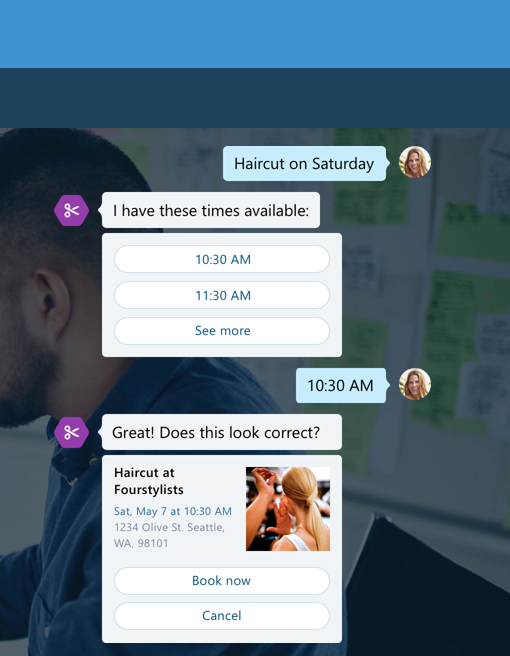 Haircut on Saturday
I have these times available:
10:30 AM
11:30 AM
See more
10:30 AM
Great! Does this look correct?
Haircut at
Fourstylists
Sat, May 7 at 10:30 AM
1234 Olive St. Seattle,
WA, 98101
Book now
Cancel